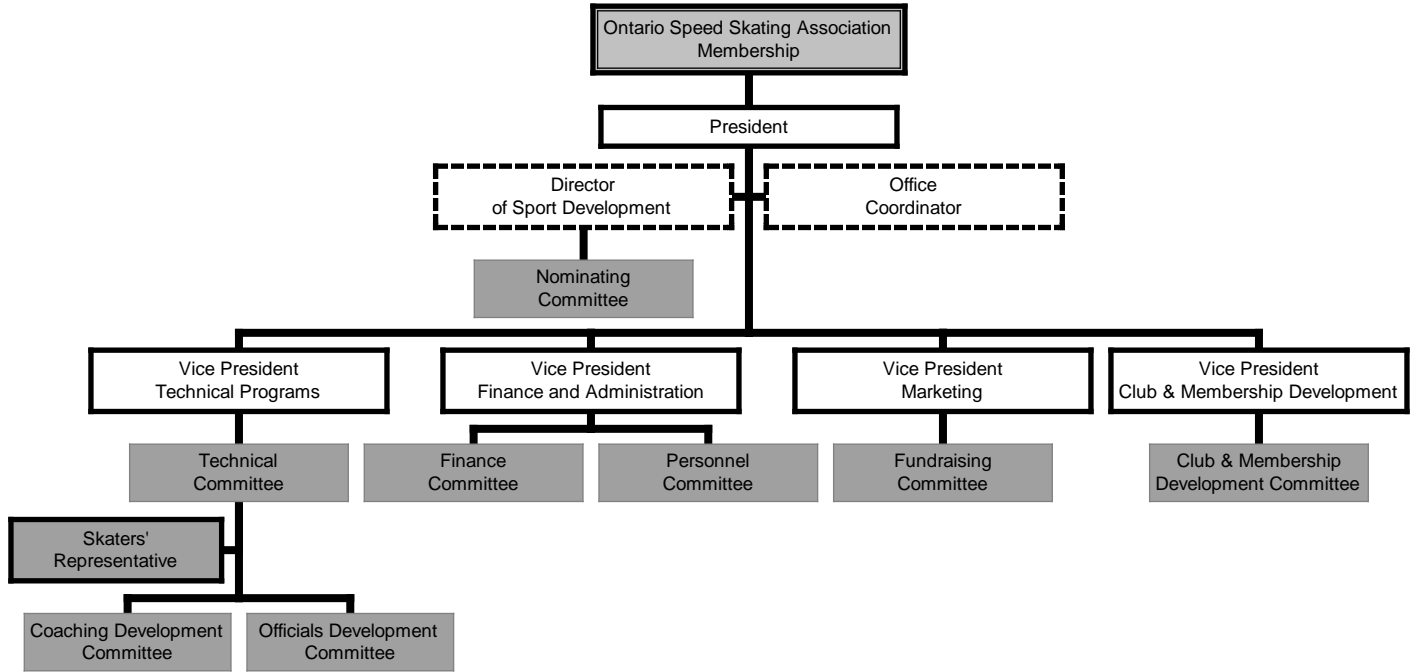 Ontario Speed Skating Association
Membership
President
Director
of Sport Development
Office
Coordinator
Nominating
Committee
Vice President
Technical Programs
Vice President
Finance and Administration
Vice President
Marketing
Vice President
Club & Membership Development
Technical
Committee
Finance
Committee
Personnel
Committee
Fundraising
Committee
Club & Membership
Development Committee
Skaters'
Representative
Coaching Development
Committee
Officials Development
Committee